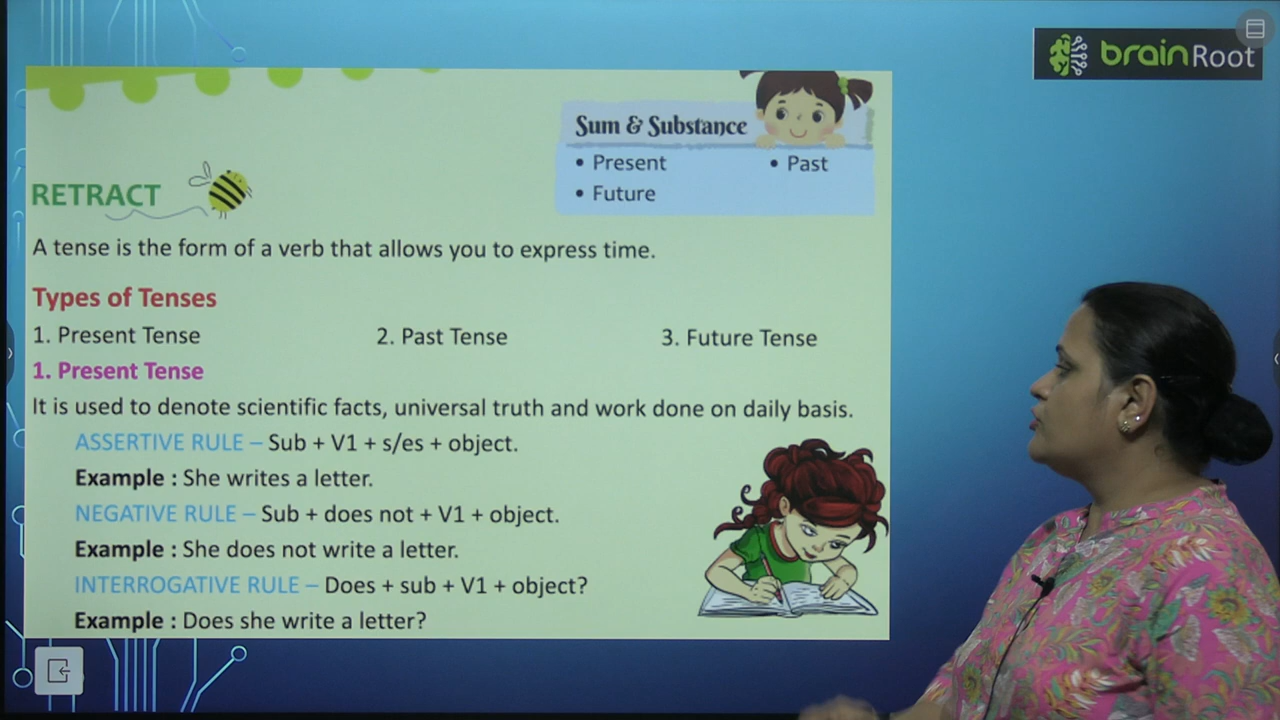 brainRoot
Sum & Substance
• Present • Past
• Future
RETRACT
A tense is the form of a verb that allows you to express time.
Types of Tenses
1. Present Tense 2. Past Tense 3. Future Tense
1. Present Tense
It is used to denote scientific facts, universal truth and work done on daily basis.
ASSERTIVE RULE – Sub + V1 + s/es + object.
Example : She writes a letter.
NEGATIVE RULE – Sub + does not + V1 + object.
Example : She does not write a letter.
INTERROGATIVE RULE – Does + sub + V1 + object?
Example : Does she write a letter?